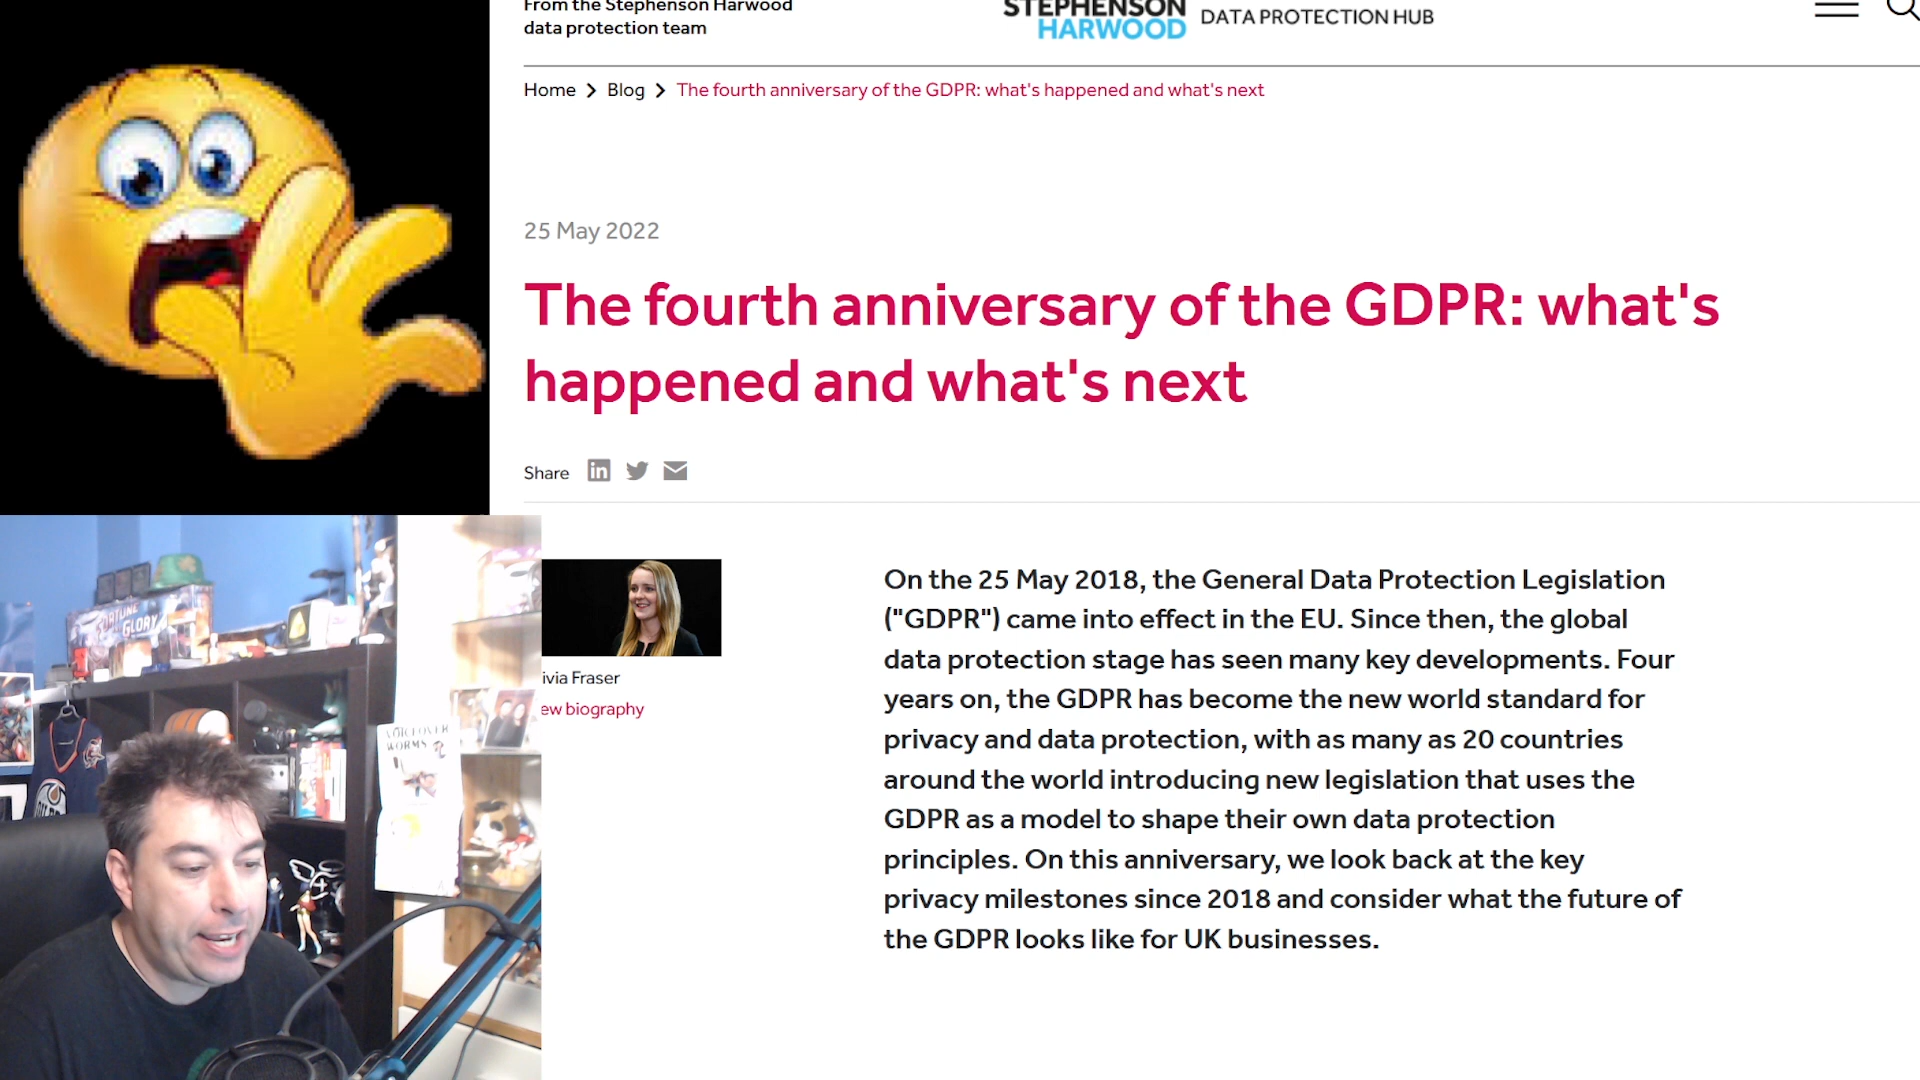 From the Stephenson Harwood
data protection team
STEPHENSON
HARWOOD
DATA PROTECTION HUB
Home
Blog
The fourth anniversary of the GDPR: what's happened and what's next
25 May 2022
The fourth anniversary of the GDPR: what's
happened and what's next
Share
in
ivia Fraser
ew biography
On the 25 May 2018, the General Data Protection Legislation
("GDPR") came into effect in the EU. Since then, the global
data protection stage has seen many key developments. Four
years on, the GDPR has become the new world standard for
privacy and data protection, with as many as 20 countries
around the world introducing new legislation that uses the
GDPR as a model to shape their own data protection
principles. On this anniversary, we look back at the key
privacy milestones since 2018 and consider what the future of
the GDPR looks like for UK businesses.
FORTUNE
GLORY
VOICEOVER
WORMS